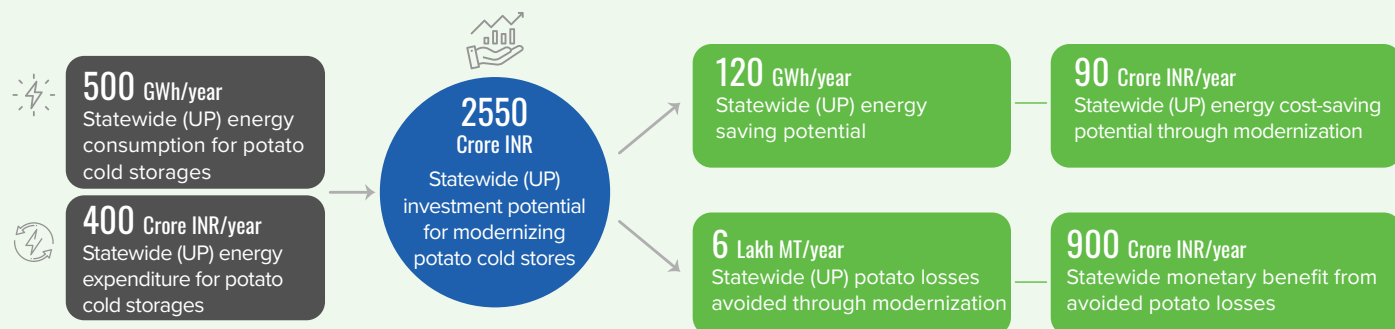 500 GWh/year
Statewide (UP) energy
consumption for potato
cold storages
400 Crore INR/year
Statewide (UP) energy
expenditure for potato
cold storages
2550
Crore INR
Statewide (UP)
investment potential
for modernizing
potato cold stores
120 GWh/year
Statewide (UP) energy
saving potential
90 Crore INR/year
Statewide (UP) energy cost-saving
potential through modernization
6 Lakh MT/year
Statewide (UP) potato losses
avoided through modernization
900 Crore INR/year
Statewide monetary benefit from
avoided potato losses